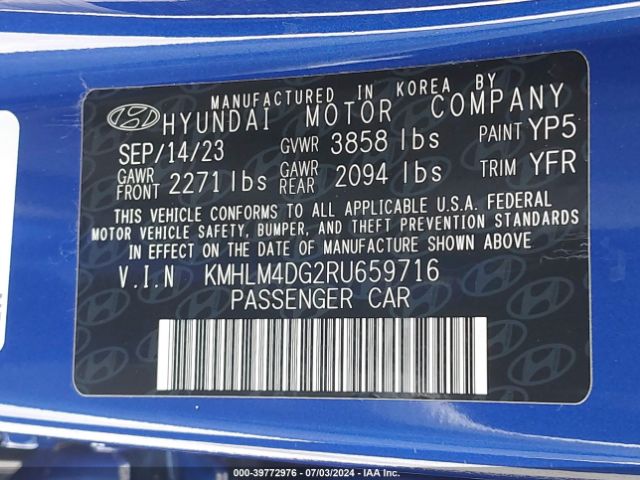 MANUFACTURED IN KOREA BY
HYUNDAI MOTOR COMPANY
SEP/14/23 GVWR 3858 lbs PAINT YP5
GAWR FRONT 2271 lbs GAWR REAR 2094 lbs TRIM YFR
THIS VEHICLE CONFORMS TO ALL APPLICABLE U.S.A. FEDERAL
MOTOR VEHICLE SAFETY, BUMPER, AND THEFT PREVENTION STANDARDS
IN EFFECT ON THE DATE OF MANUFACTURE SHOWN ABOVE
V.I.N KMHLM4DG2RU659716
PASSENGER CAR
000-39772976 | 07/03/2024 | IAA Inc.